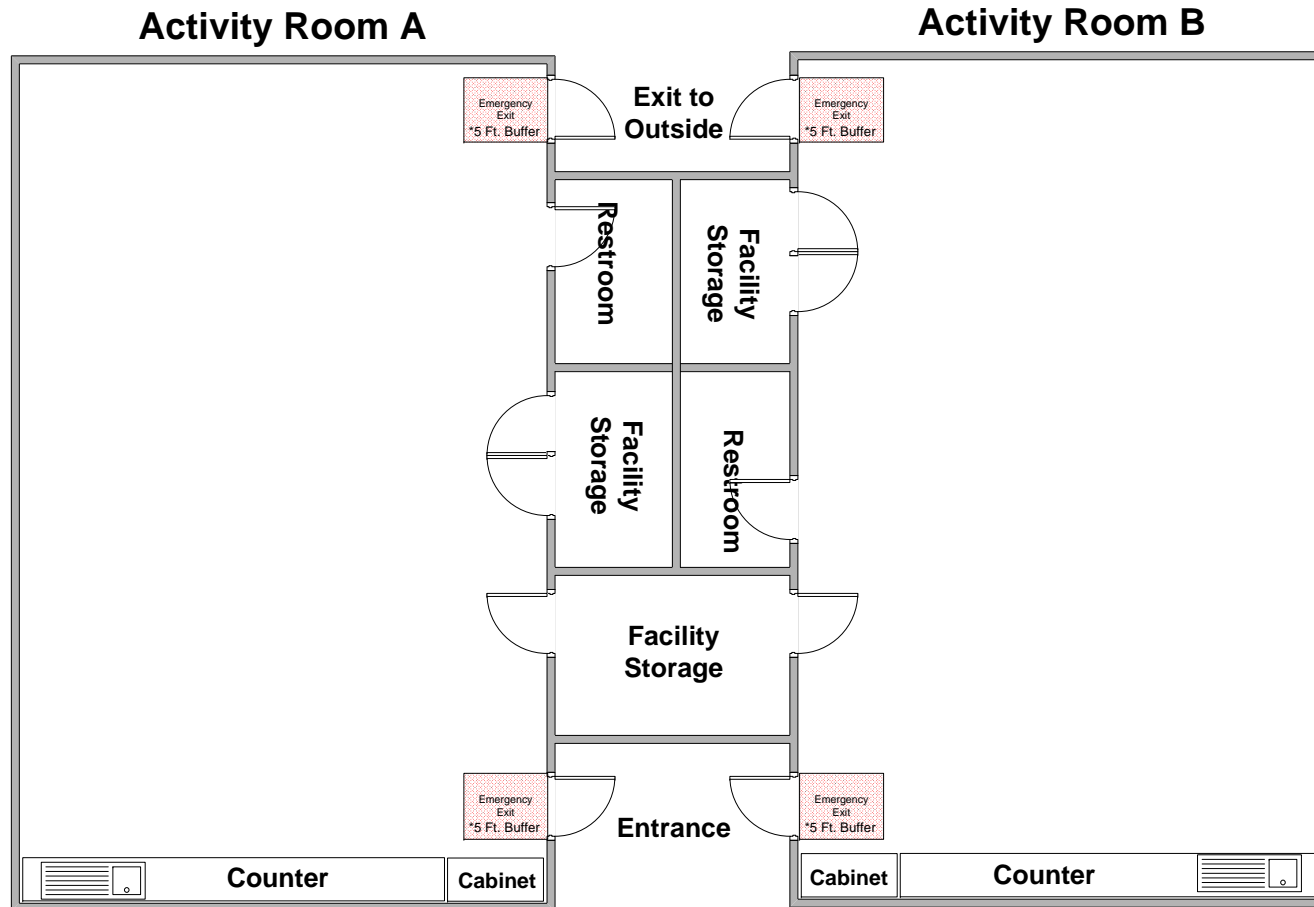 Activity Room A
Activity Room B
Emergency
Exit
*5 Ft. Buffer
Exit to
Outside
Emergency
Exit
*5 Ft. Buffer
Restroom
Facility
Storage
Facility
Storage
Restroom
Facility
Storage
Emergency
Exit
*5 Ft. Buffer
Entrance
Emergency
Exit
*5 Ft. Buffer
Counter
Cabinet
Cabinet
Counter